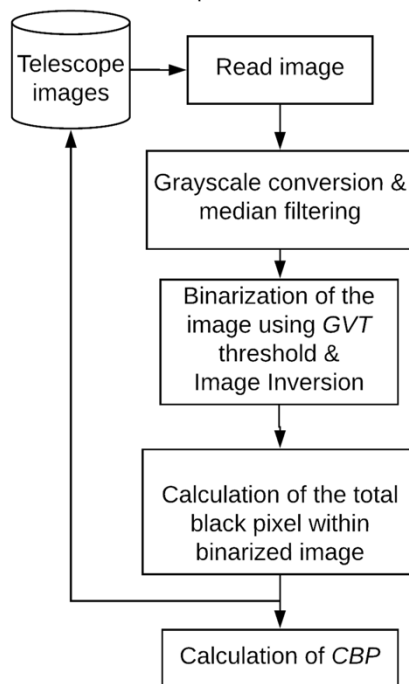 Telescope
images
Read image
Grayscale conversion &
median filtering
Binarization of the
image using GVT
threshold &
Image Inversion
Calculation of the total
black pixel within
binarized image
Calculation of CBP